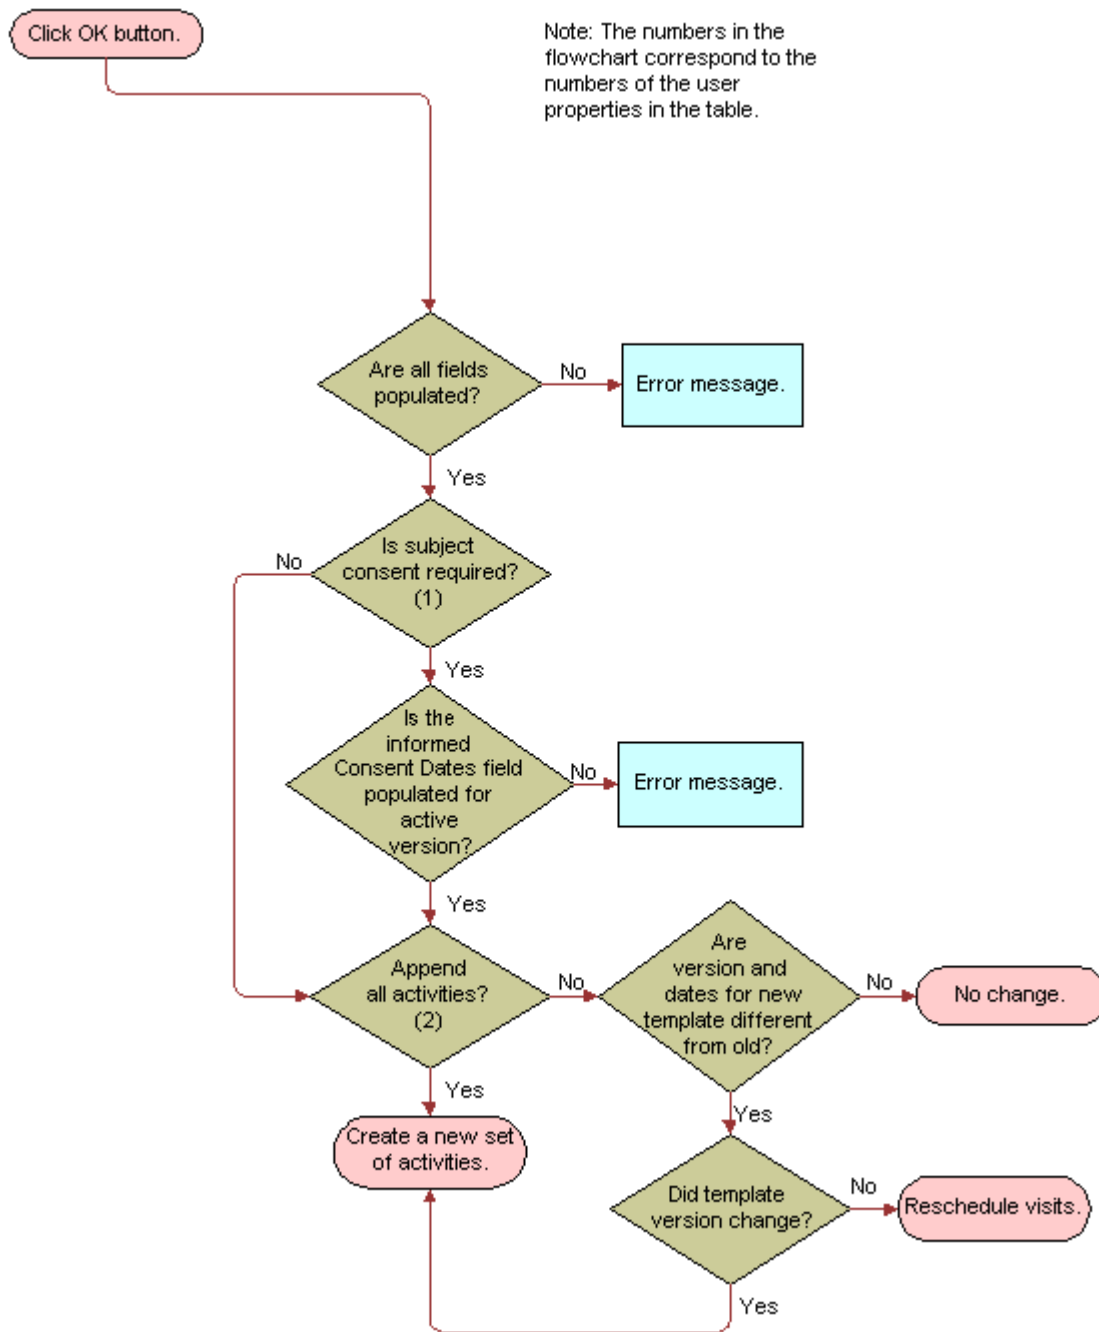 Click OK button.
Note: The numbers in the
flowchart correspond to the
numbers of the user
properties in the table.
Are all fields
populated?
No
Error message.
Yes
Is subject
consent required?
(1)
No
Yes
Is the
informed
Consent Dates field
populated for
active
version?
No
Error message.
Yes
Append
all activities?
(2)
No
Are
version and
dates for new
template different
from old?
No
No change.
Yes
Create a new set
of activities.
Yes
Did template
version change?
No
Reschedule visits.
Yes